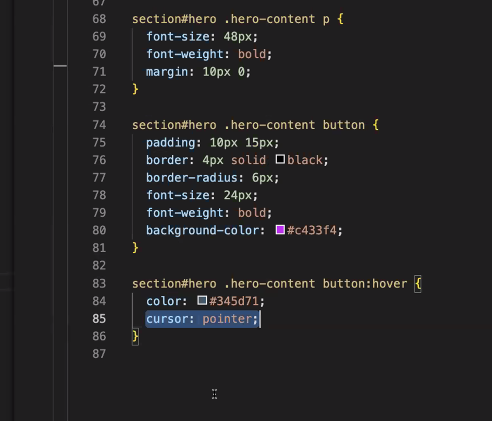 67
68 section#hero .hero-content p {
69 font-size: 48px;
70 font-weight: bold;
71 margin: 10px 0;
72 }
73
74 section#hero .hero-content button {
75 padding: 10px 15px;
76 border: 4px solid black;
77 border-radius: 6px;
78 font-size: 24px;
79 font-weight: bold;
80 background-color: #c433f4;
81 }
82
83 section#hero .hero-content button:hover {
84 color: #345d71;
85 cursor: pointer;
86 }
87